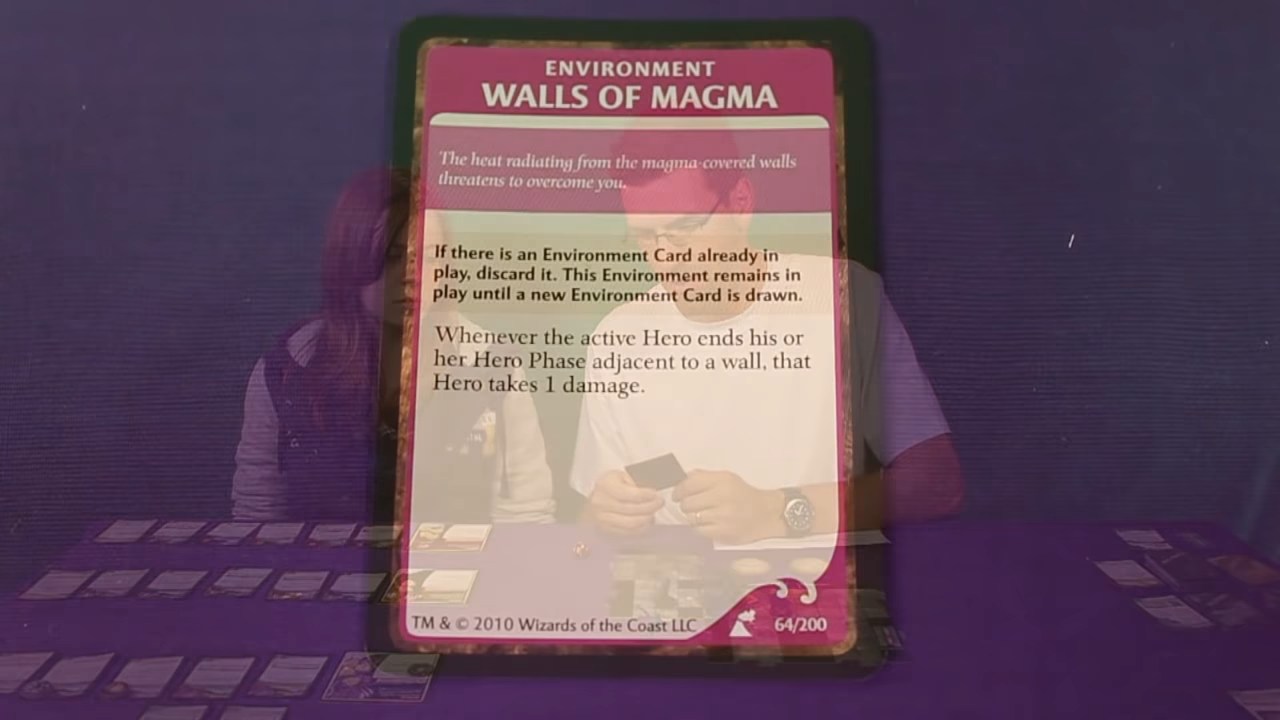 ENVIRONMENT
WALLS OF MAGMA
The heat radiating from the magma-covered walls
threatens to overcome you.
If there is an Environment Card already in
play, discard it. This Environment remains in
play until a new Environment Card is drawn.
Whenever the active Hero ends his or
her Hero Phase adjacent to a wall, that
Hero takes 1 damage.
TM & © 2010 Wizards of the Coast LLC
64/200